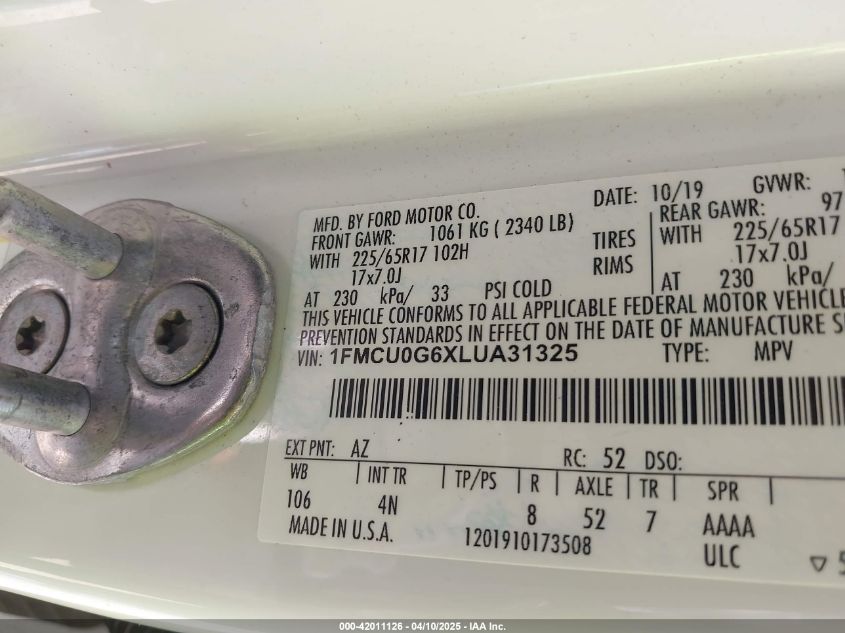 MFD. BY FORD MOTOR CO. DATE: 10/19 GVWR:
FRONT GAWR: 1061 KG ( 2340 LB) REAR GAWR: 97
WITH 225/65R17 102H TIRES WITH 225/65R17
17x7.0J RIMS 17x7.0J
AT 230 kPa/ 33 PSI COLD AT 230 kPa/
THIS VEHICLE CONFORMS TO ALL APPLICABLE FEDERAL MOTOR VEHICLE
PREVENTION STANDARDS IN EFFECT ON THE DATE OF MANUFACTURE
VIN: 1FMCU0G6XLUA31325 TYPE: MPV
EXT PNT: AZ RC: 52 DSO:
WB INT TR TP/PS R AXLE TR SPR
106 4N 8 52 7 AAAA
MADE IN U.S.A. 1201910173508 ULC
000-42011126 - 04/10/2025 - IAA Inc.